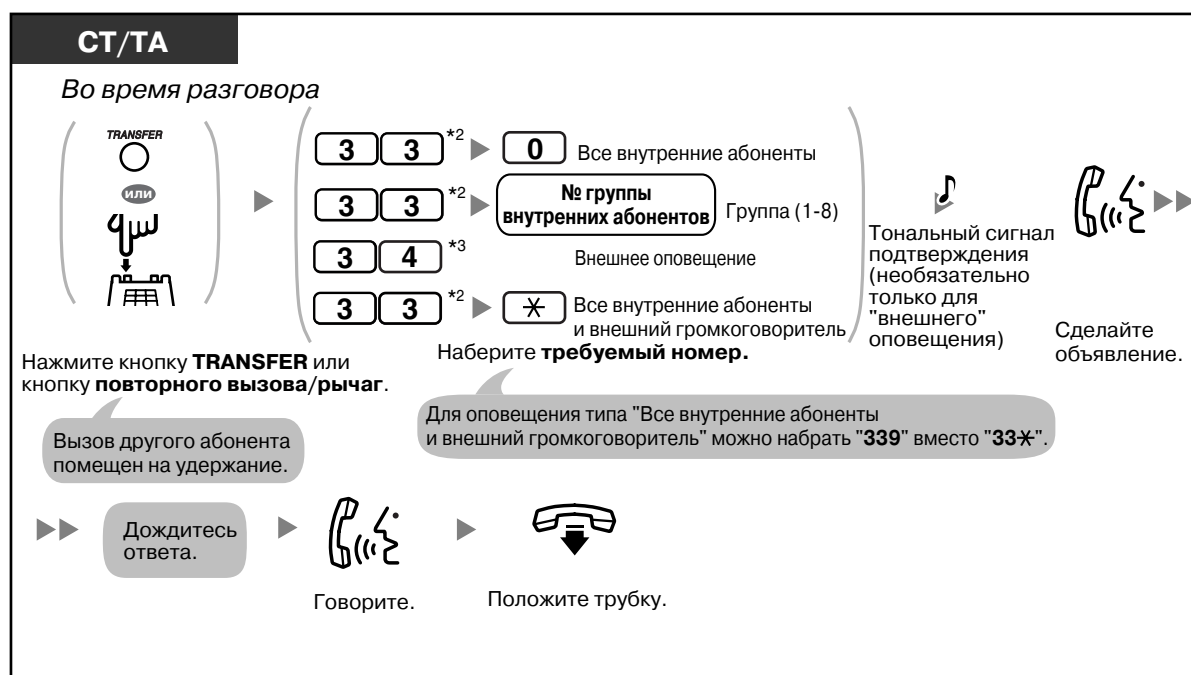 СТ/ТА
Во время разговора
TRANSFER
или
3 3 *2 0 Все внутренние абоненты
3 3 *2 № группы внутренних абонентов Группа (1-8)
3 4 *3 Внешнее оповещение
3 3 *2 ✳ Все внутренние абоненты
и внешний громкоговоритель
Тональный сигнал
подтверждения
(необязательно
только для
"внешнего"
оповещения)
Сделайте
объявление.
Нажмите кнопку TRANSFER или
кнопку повторного вызова/рычаг.
Наберите требуемый номер.
Вызов другого абонента
помещен на удержание.
Для оповещения типа "Все внутренние абоненты
и внешний громкоговоритель" можно набрать "339" вместо "33✳".
Дождитесь
ответа.
Говорите.
Положите трубку.